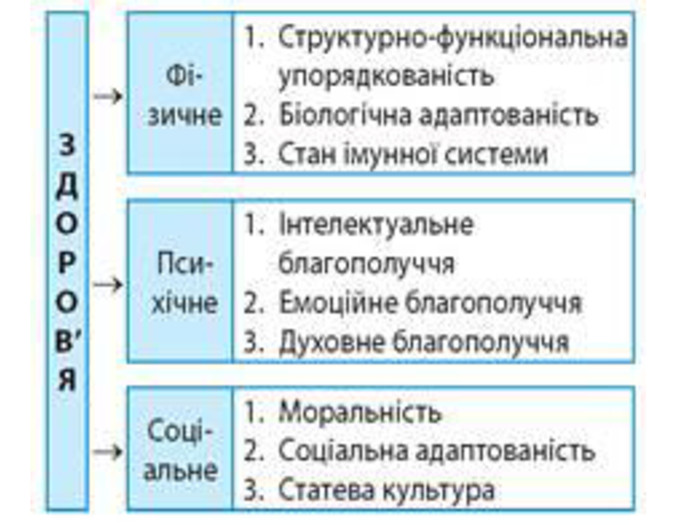 ЗДОРОВ'Я
Фі-
зичне
1. Структурно-функціональна
упорядкованість
2. Біологічна адаптованість
3. Стан імунної системи
Пси-
хічне
1. Інтелектуальне
благополуччя
2. Емоційне благополуччя
3. Духовне благополуччя
Соці-
альне
1. Моральність
2. Соціальна адаптованість
3. Статева культура